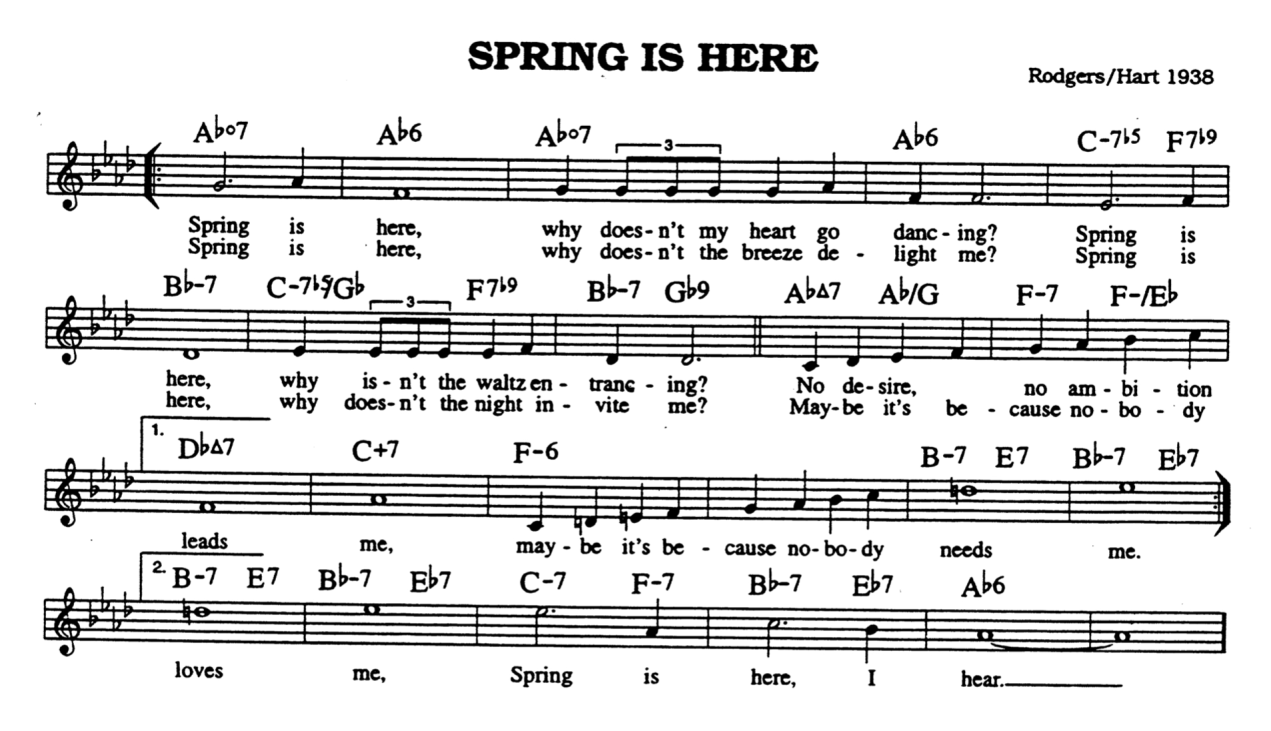 SPRING IS HERE
Rodgers/Hart 1938
A♭o7 A♭6 A♭o7 3 A♭6 C-7♭5 F7♭9
Spring is here, why does-n't my heart go danc-ing? Spring is
Spring is here, why does-n't the breeze de - light me? Spring is
B♭-7 C-7♭5/G♭ 3 F7♭9 B♭-7 G♭9 A♭Δ7 A♭/G F-7 F-/E♭
here, why is-n't the waltz en - tranc - ing? No de-sire, no am-bi-tion
here, why does-n't the night in - vite me? May-be it's be - cause no-bo-dy
1. D♭Δ7 C+7 F-6 B-7 E7 B♭-7 E♭7
leads me, may-be it's be - cause no-bo-dy needs me.
2. B-7 E7 B♭-7 E♭7 C-7 F-7 B♭-7 E♭7 A♭6
loves me, Spring is here, I hear.